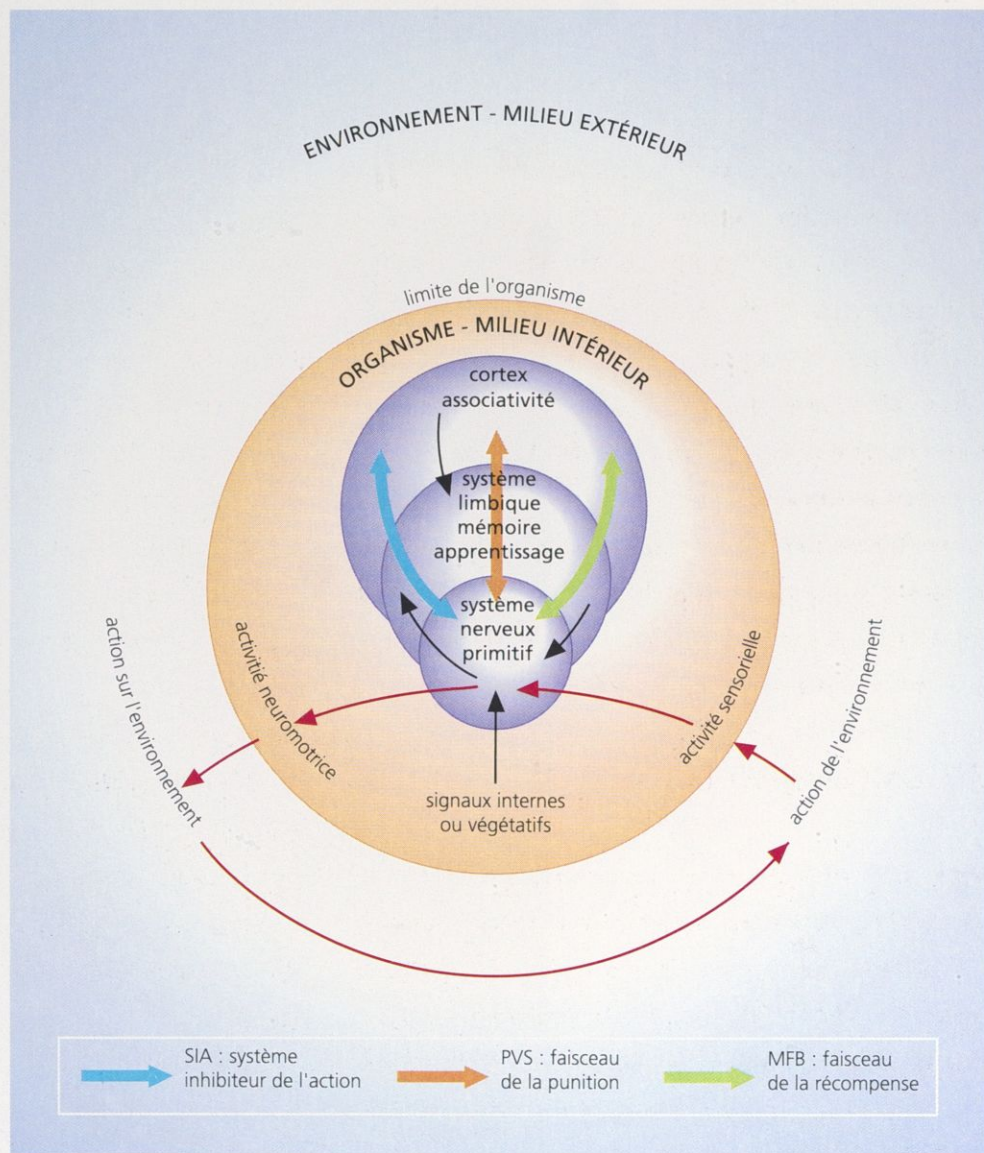 ENVIRONNEMENT - MILIEU EXTÉRIEUR
limite de l'organisme
ORGANISME - MILIEU INTÉRIEUR
cortex
associativité
système
limbique
mémoire
apprentissage
système
nerveux
primitif
action sur l'environnement
activitié neuromotrice
activité sensorielle
action de l'environnement
signaux internes
ou végétatifs
SIA : système
inhibiteur de l'action
PVS : faisceau
de la punition
MFB : faisceau
de la récompense